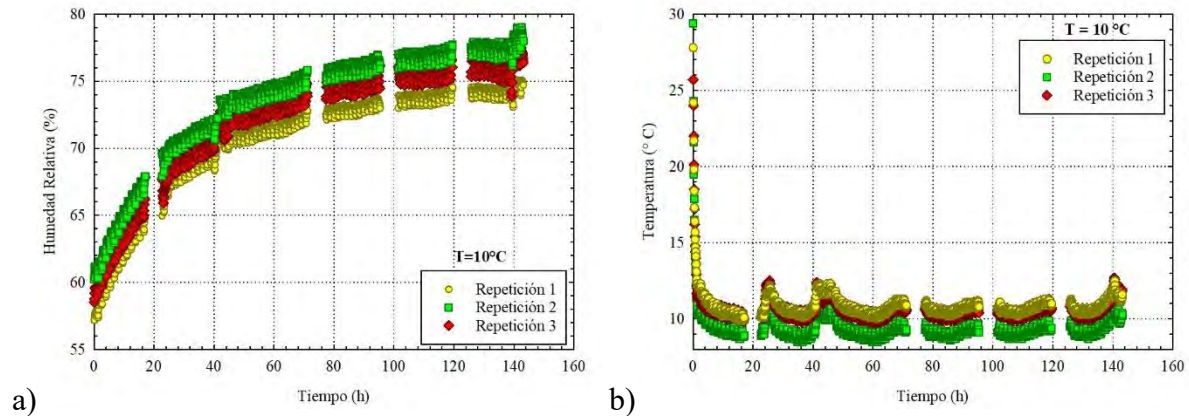 80
75
70
65
60
55
Humedad Relativa (%)
T=10°C
Repetición 1
Repetición 2
Repetición 3
0 20 40 60 80 100 120 140 160
Tiempo (h)
a)
30
25
20
15
10
Temperatura (° C)
T = 10 °C
Repetición 1
Repetición 2
Repetición 3
0 20 40 60 80 100 120 140 160
Tiempo (h)
b)